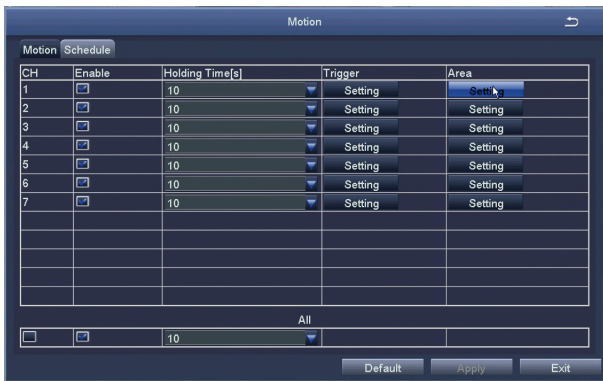 Motion
Motion Schedule
CH Enable Holding Time[s] Trigger Area
1 10 Setting Setting
2 10 Setting Setting
3 10 Setting Setting
4 10 Setting Setting
5 10 Setting Setting
6 10 Setting Setting
7 10 Setting Setting
All
10
Default Apply Exit